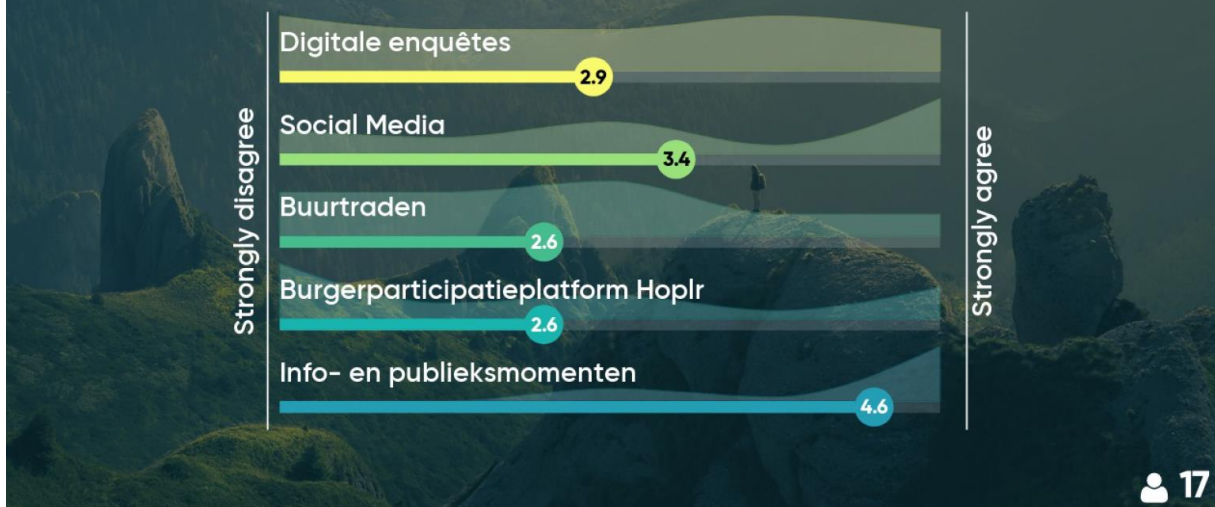 Digitale enquêtes
2.9
Social Media
3.4
Buurtraden
2.6
Burgerparticipatieplatform Hoplr
2.6
Info- en publieksmomenten
4.6
Strongly disagree
Strongly agree
17